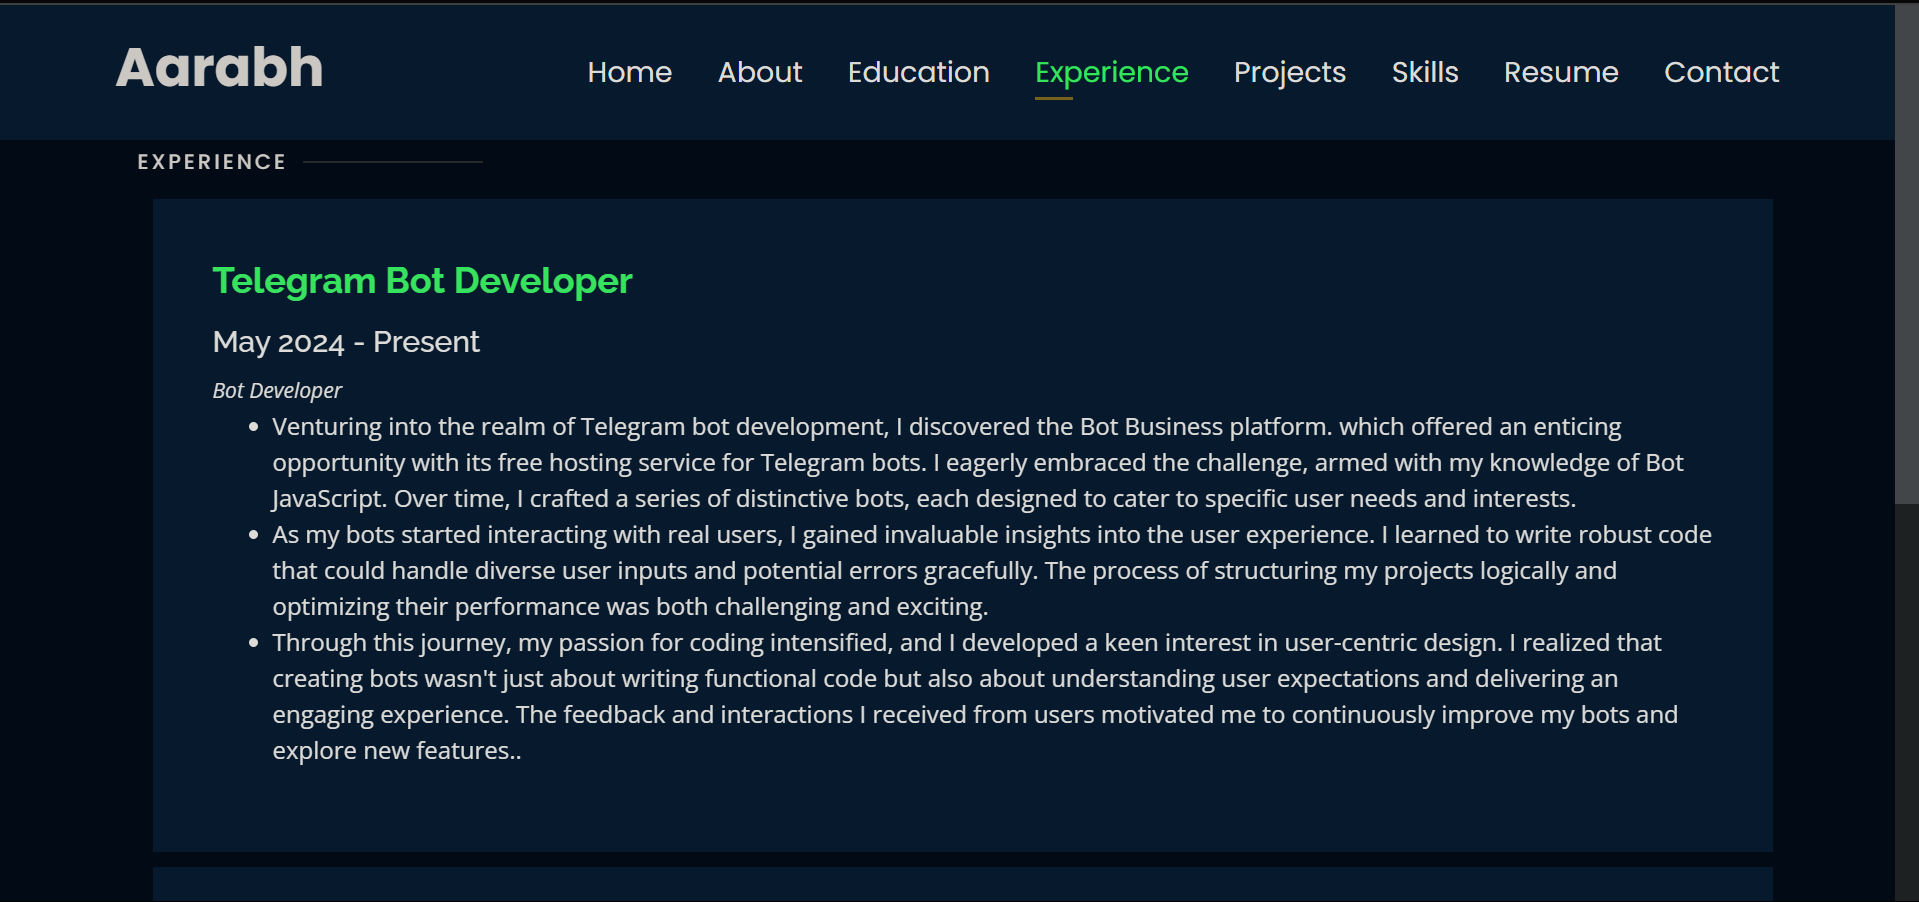 Aarabh
Home About Education Experience Projects Skills Resume Contact
EXPERIENCE
Telegram Bot Developer
May 2024 - Present
Bot Developer
• Venturing into the realm of Telegram bot development, I discovered the Bot Business platform. which offered an enticing
opportunity with its free hosting service for Telegram bots. I eagerly embraced the challenge, armed with my knowledge of Bot
JavaScript. Over time, I crafted a series of distinctive bots, each designed to cater to specific user needs and interests.
• As my bots started interacting with real users, I gained invaluable insights into the user experience. I learned to write robust code
that could handle diverse user inputs and potential errors gracefully. The process of structuring my projects logically and
optimizing their performance was both challenging and exciting.
• Through this journey, my passion for coding intensified, and I developed a keen interest in user-centric design. I realized that
creating bots wasn't just about writing functional code but also about understanding user expectations and delivering an
engaging experience. The feedback and interactions I received from users motivated me to continuously improve my bots and
explore new features..